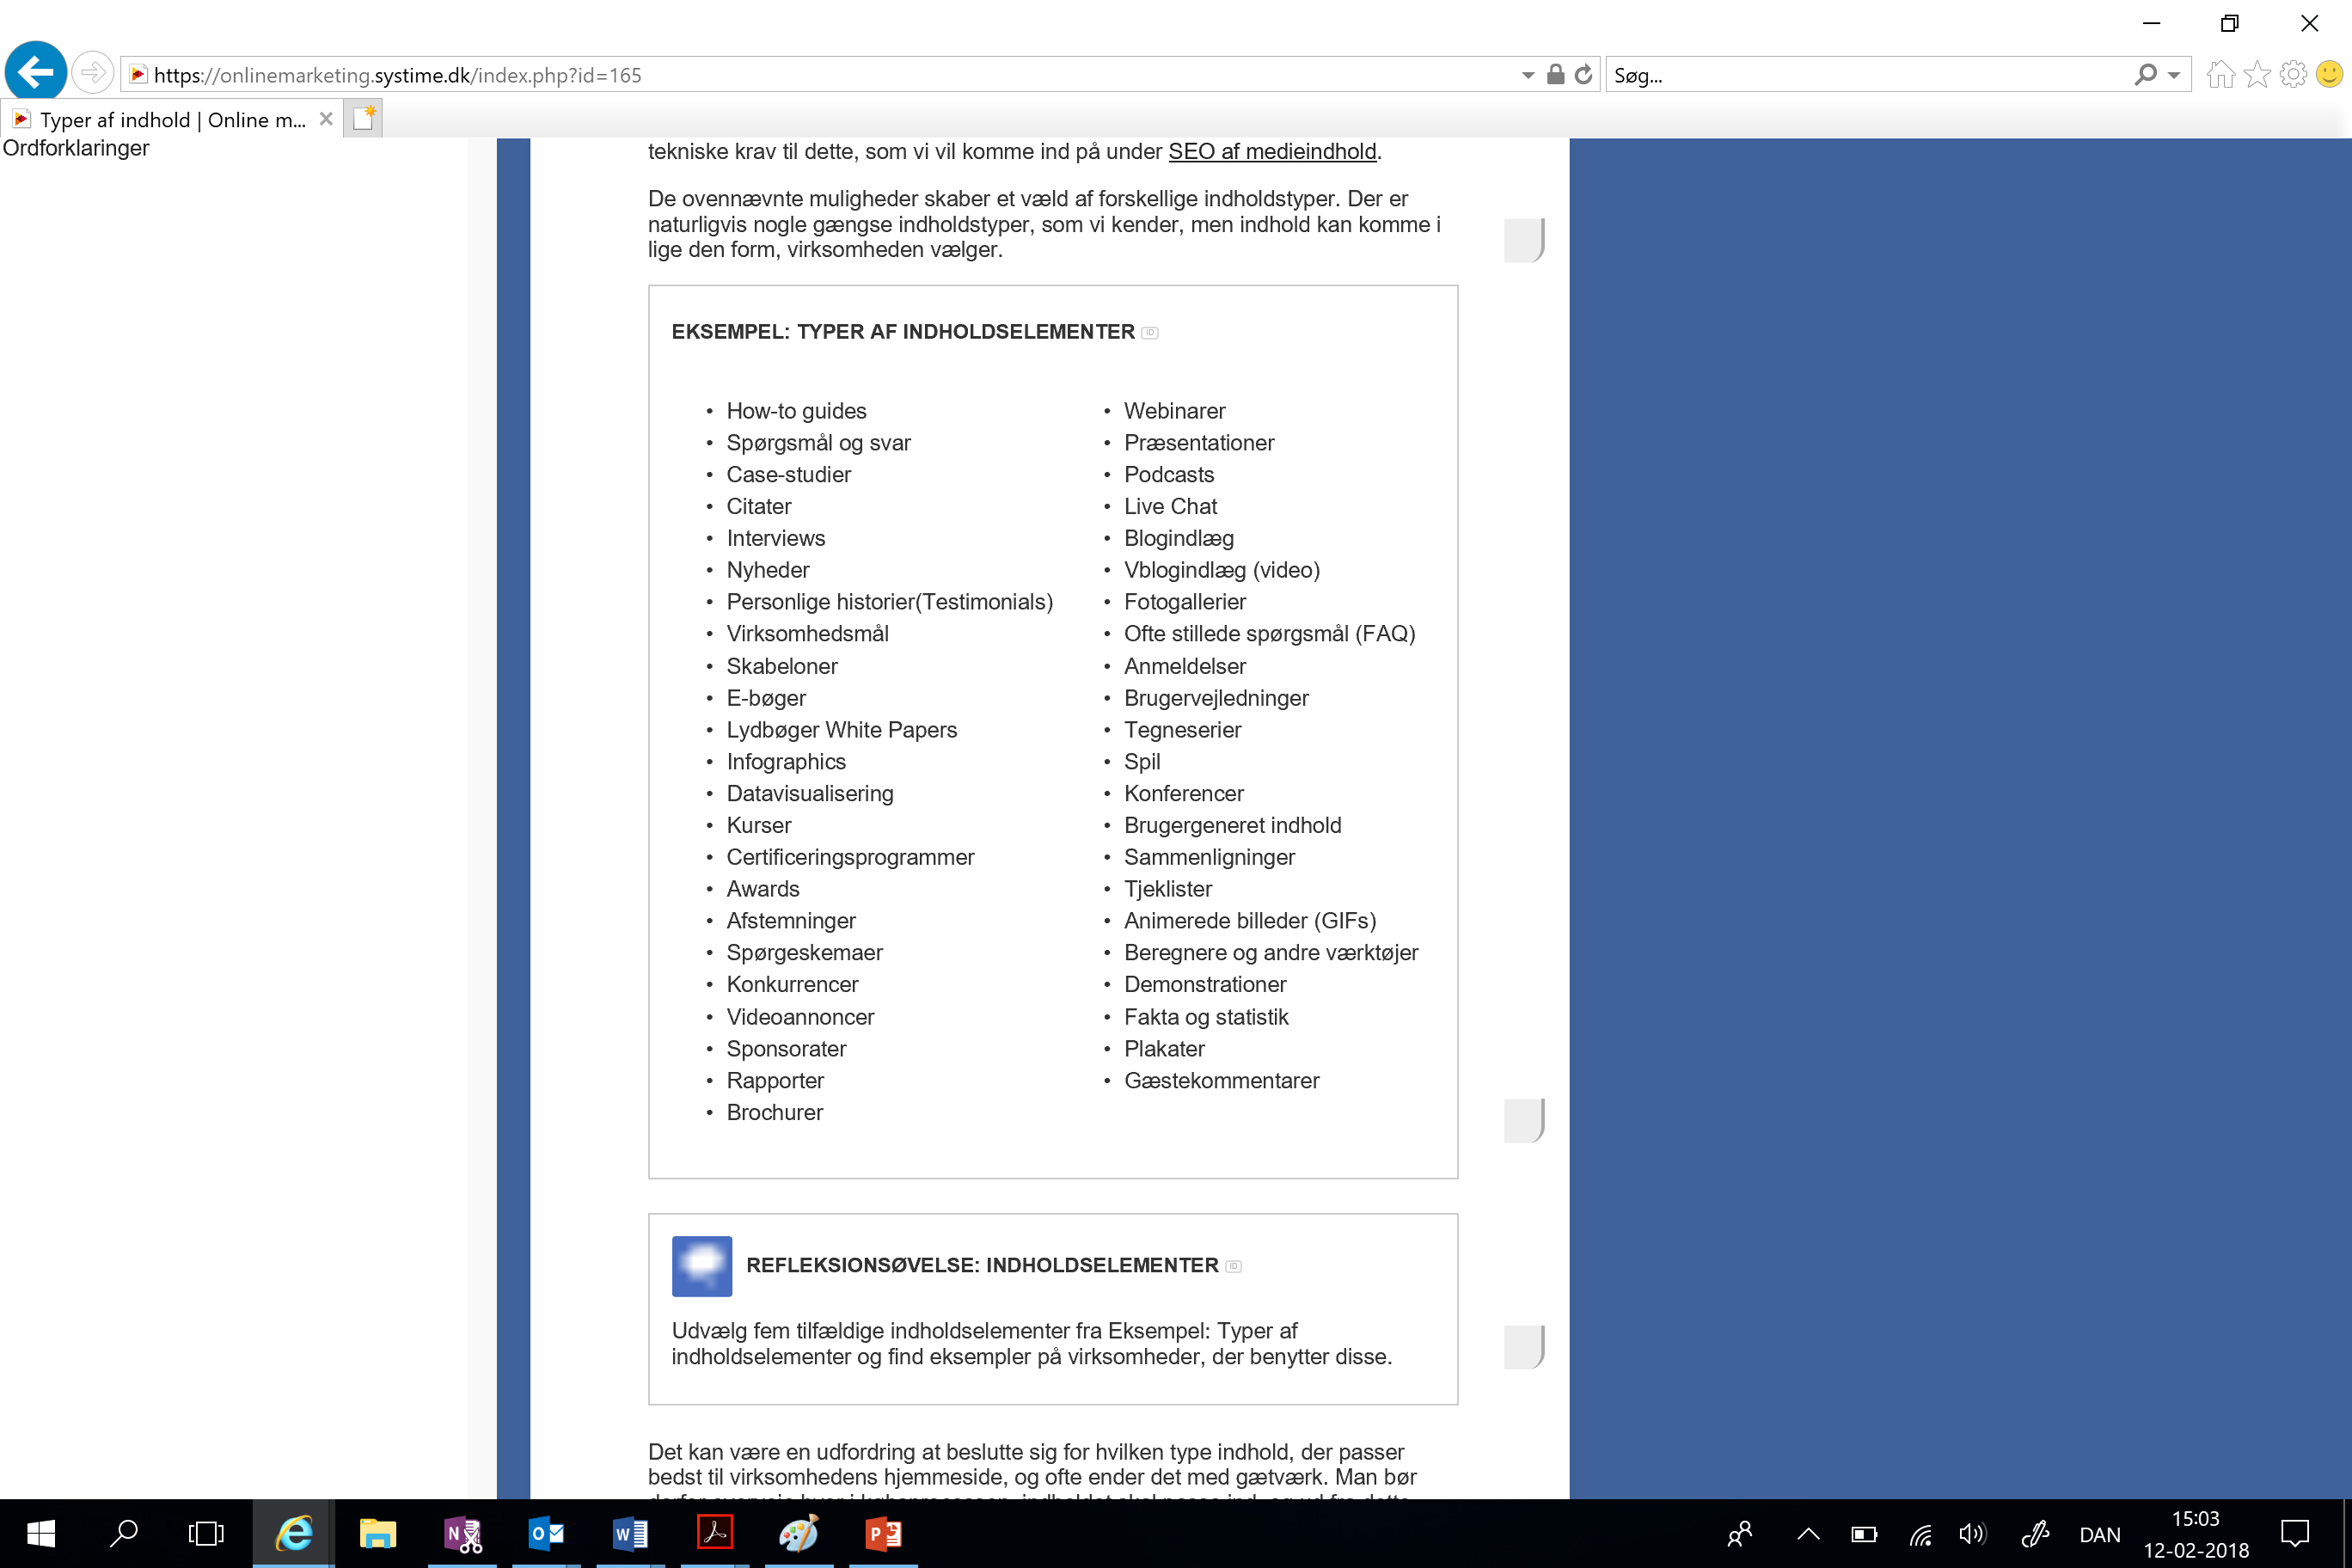 https://onlinemarketing.systime.dk/index.php?id=165
Søg...
Typer af indhold | Online m...
Ordforklaringer
tekniske krav til dette, som vi vil komme ind på under SEO af medieindhold.
De ovennævnte muligheder skaber et væld af forskellige indholdstyper. Der er
naturligvis nogle gængse indholdstyper, som vi kender, men indhold kan komme i
lige den form, virksomheden vælger.
EKSEMPEL: TYPER AF INDHOLDSELEMENTER ID
• How-to guides
• Spørgsmål og svar
• Case-studier
• Citater
• Interviews
• Nyheder
• Personlige historier(Testimonials)
• Virksomhedsmål
• Skabeloner
• E-bøger
• Lydbøger White Papers
• Infographics
• Datavisualisering
• Kurser
• Certificeringsprogrammer
• Awards
• Afstemninger
• Spørgeskemaer
• Konkurrencer
• Videoannoncer
• Sponsorater
• Rapporter
• Brochurer
• Webinarer
• Præsentationer
• Podcasts
• Live Chat
• Blogindlæg
• Vblogindlæg (video)
• Fotogallerier
• Ofte stillede spørgsmål (FAQ)
• Anmeldelser
• Brugervejledninger
• Tegneserier
• Spil
• Konferencer
• Brugergeneret indhold
• Sammenligninger
• Tjeklister
• Animerede billeder (GIFs)
• Beregnere og andre værktøjer
• Demonstrationer
• Fakta og statistik
• Plakater
• Gæstekommentarer
REFLEKSIONSØVELSE: INDHOLDSELEMENTER ID
Udvælg fem tilfældige indholdselementer fra Eksempel: Typer af
indholdselementer og find eksempler på virksomheder, der benytter disse.
Det kan være en udfordring at beslutte sig for hvilken type indhold, der passer
bedst til virksomhedens hjemmeside, og ofte ender det med gætværk. Man bør
DAN
15:03
12-02-2018